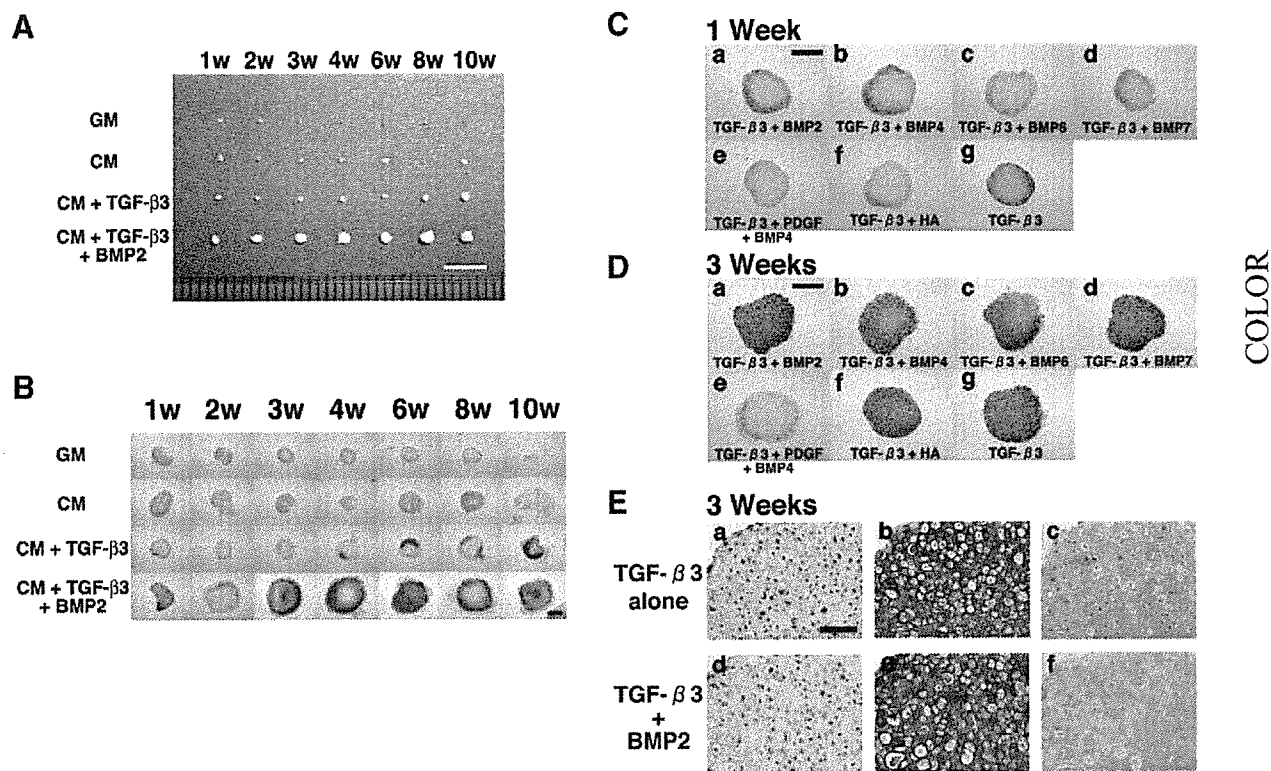 A
1w 2w 3w 4w 6w 8w 10w
GM
CM
CM + TGF-β3
CM + TGF-β3
+ BMP2
B
1w 2w 3w 4w 6w 8w 10w
GM
CM
CM + TGF-β3
CM + TGF-β3
+ BMP2
C
1 Week
a b c d
TGF-β3 + BMP2 TGF-β3 + BMP4 TGF-β3 + BMP6 TGF-β3 + BMP7
e f g
TGF-β3 + PDGF TGF-β3 + HA TGF-β3
+ BMP4
D
3 Weeks
a b c d
TGF-β3 + BMP2 TGF-β3 + BMP4 TGF-β3 + BMP6 TGF-β3 + BMP7
e f g
TGF-β3 + PDGF TGF-β3 + HA TGF-β3
+ BMP4
E
3 Weeks
a b c
TGF-β3
alone
d f
TGF-β3
+
BMP2
COLOR